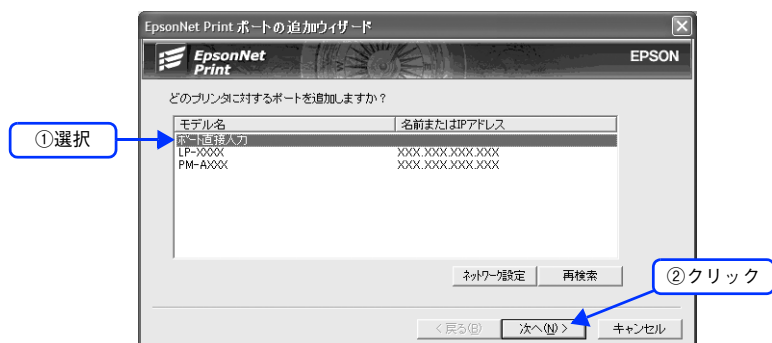 EpsonNet Print ポートの追加ウィザード
EpsonNet
Print
EPSON
どのプリンタに対するポートを追加しますか？
モデル名 名前またはIPアドレス
①選択
ポート直接入力
LP-XXXX XXX.XXX.XXX.XXX
PM-AXXX XXX.XXX.XXX.XXX
ネットワーク設定 再検索
②クリック
< 戻る(B) 次へ(N) > キャンセル